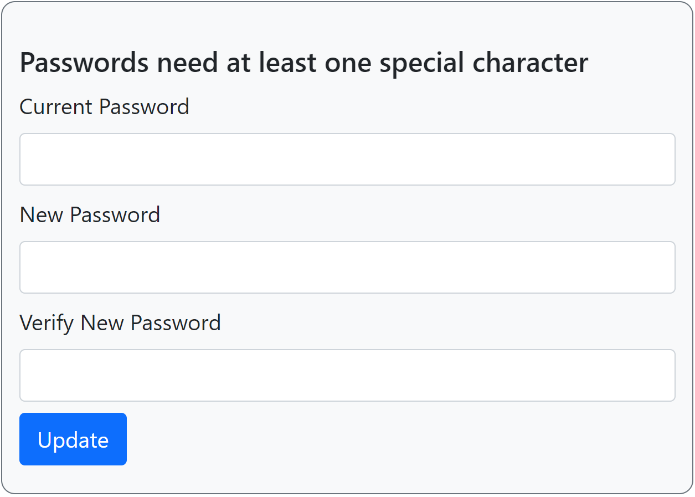 Passwords need at least one special character
Current Password
New Password
Verify New Password
Update